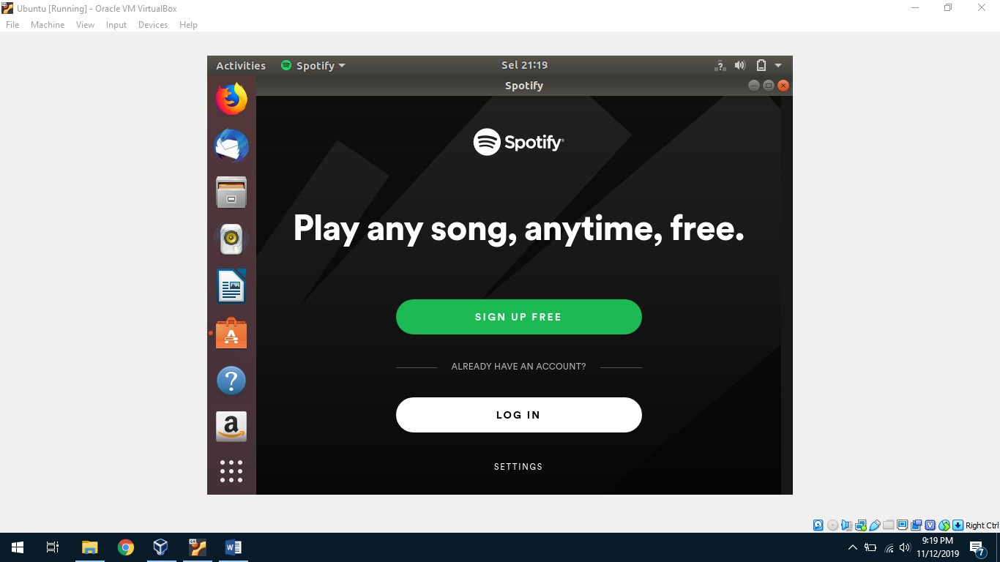 Ubuntu [Running] - Oracle VM VirtualBox
File Machine View Input Devices Help
Activities Spotify Sel 21:19
Spotify
Spotify®
Play any song, anytime, free.
SIGN UP FREE
ALREADY HAVE AN ACCOUNT?
LOG IN
SETTINGS
Right Ctrl
9:19 PM
11/12/2019
7